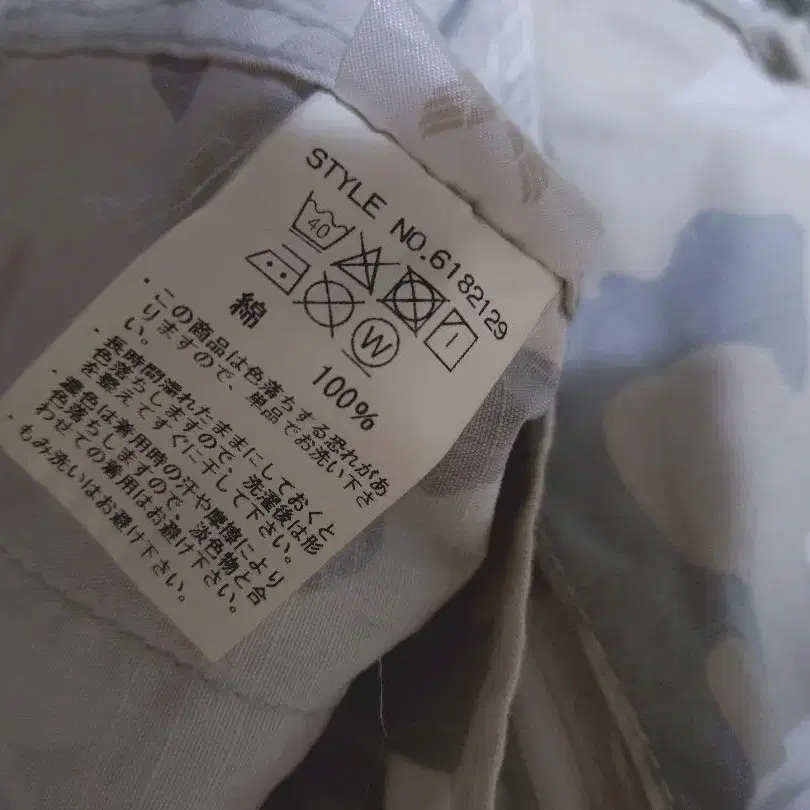 STYLE NO.6182129
40
W
綿 100%
・この商品は色落ちする恐れがあ
りますので、単品でお洗い下さ
い。
・長時間濡れたままにしておくと
色落ちしますので、洗濯後は形
を整えてすぐに干して下さい。
・濃色は着用時の汗や摩擦により
色落ちしますので、淡色物と合
わせての着用はお避け下さい。
・もみ洗いはお避け下さい。